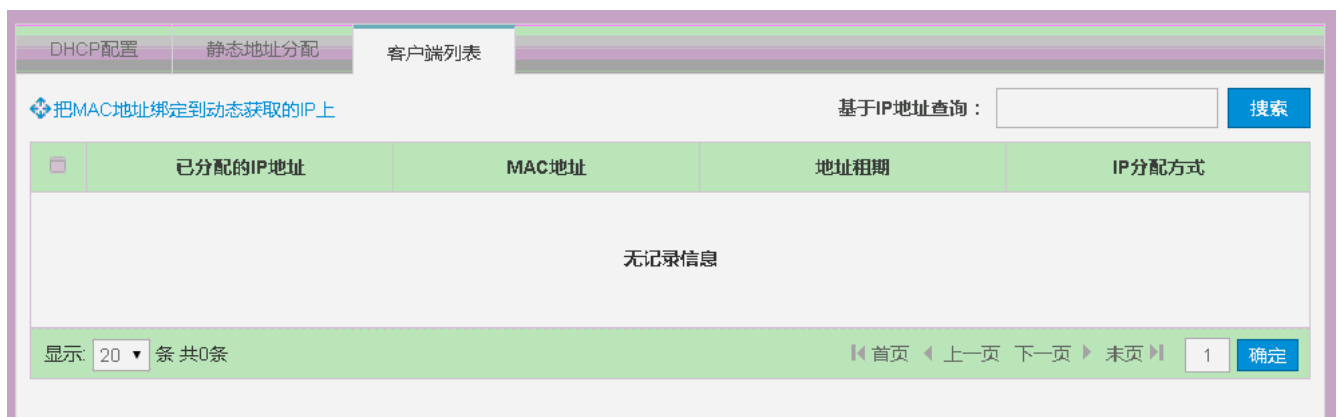 DHCP配置 静态地址分配 客户端列表
把MAC地址绑定到动态获取的IP上 基于IP地址查询： 搜索
已分配的IP地址 MAC地址 地址租期 IP分配方式
无记录信息
显示: 20 条 共0条 首页 上一页 下一页 末页 1 确定